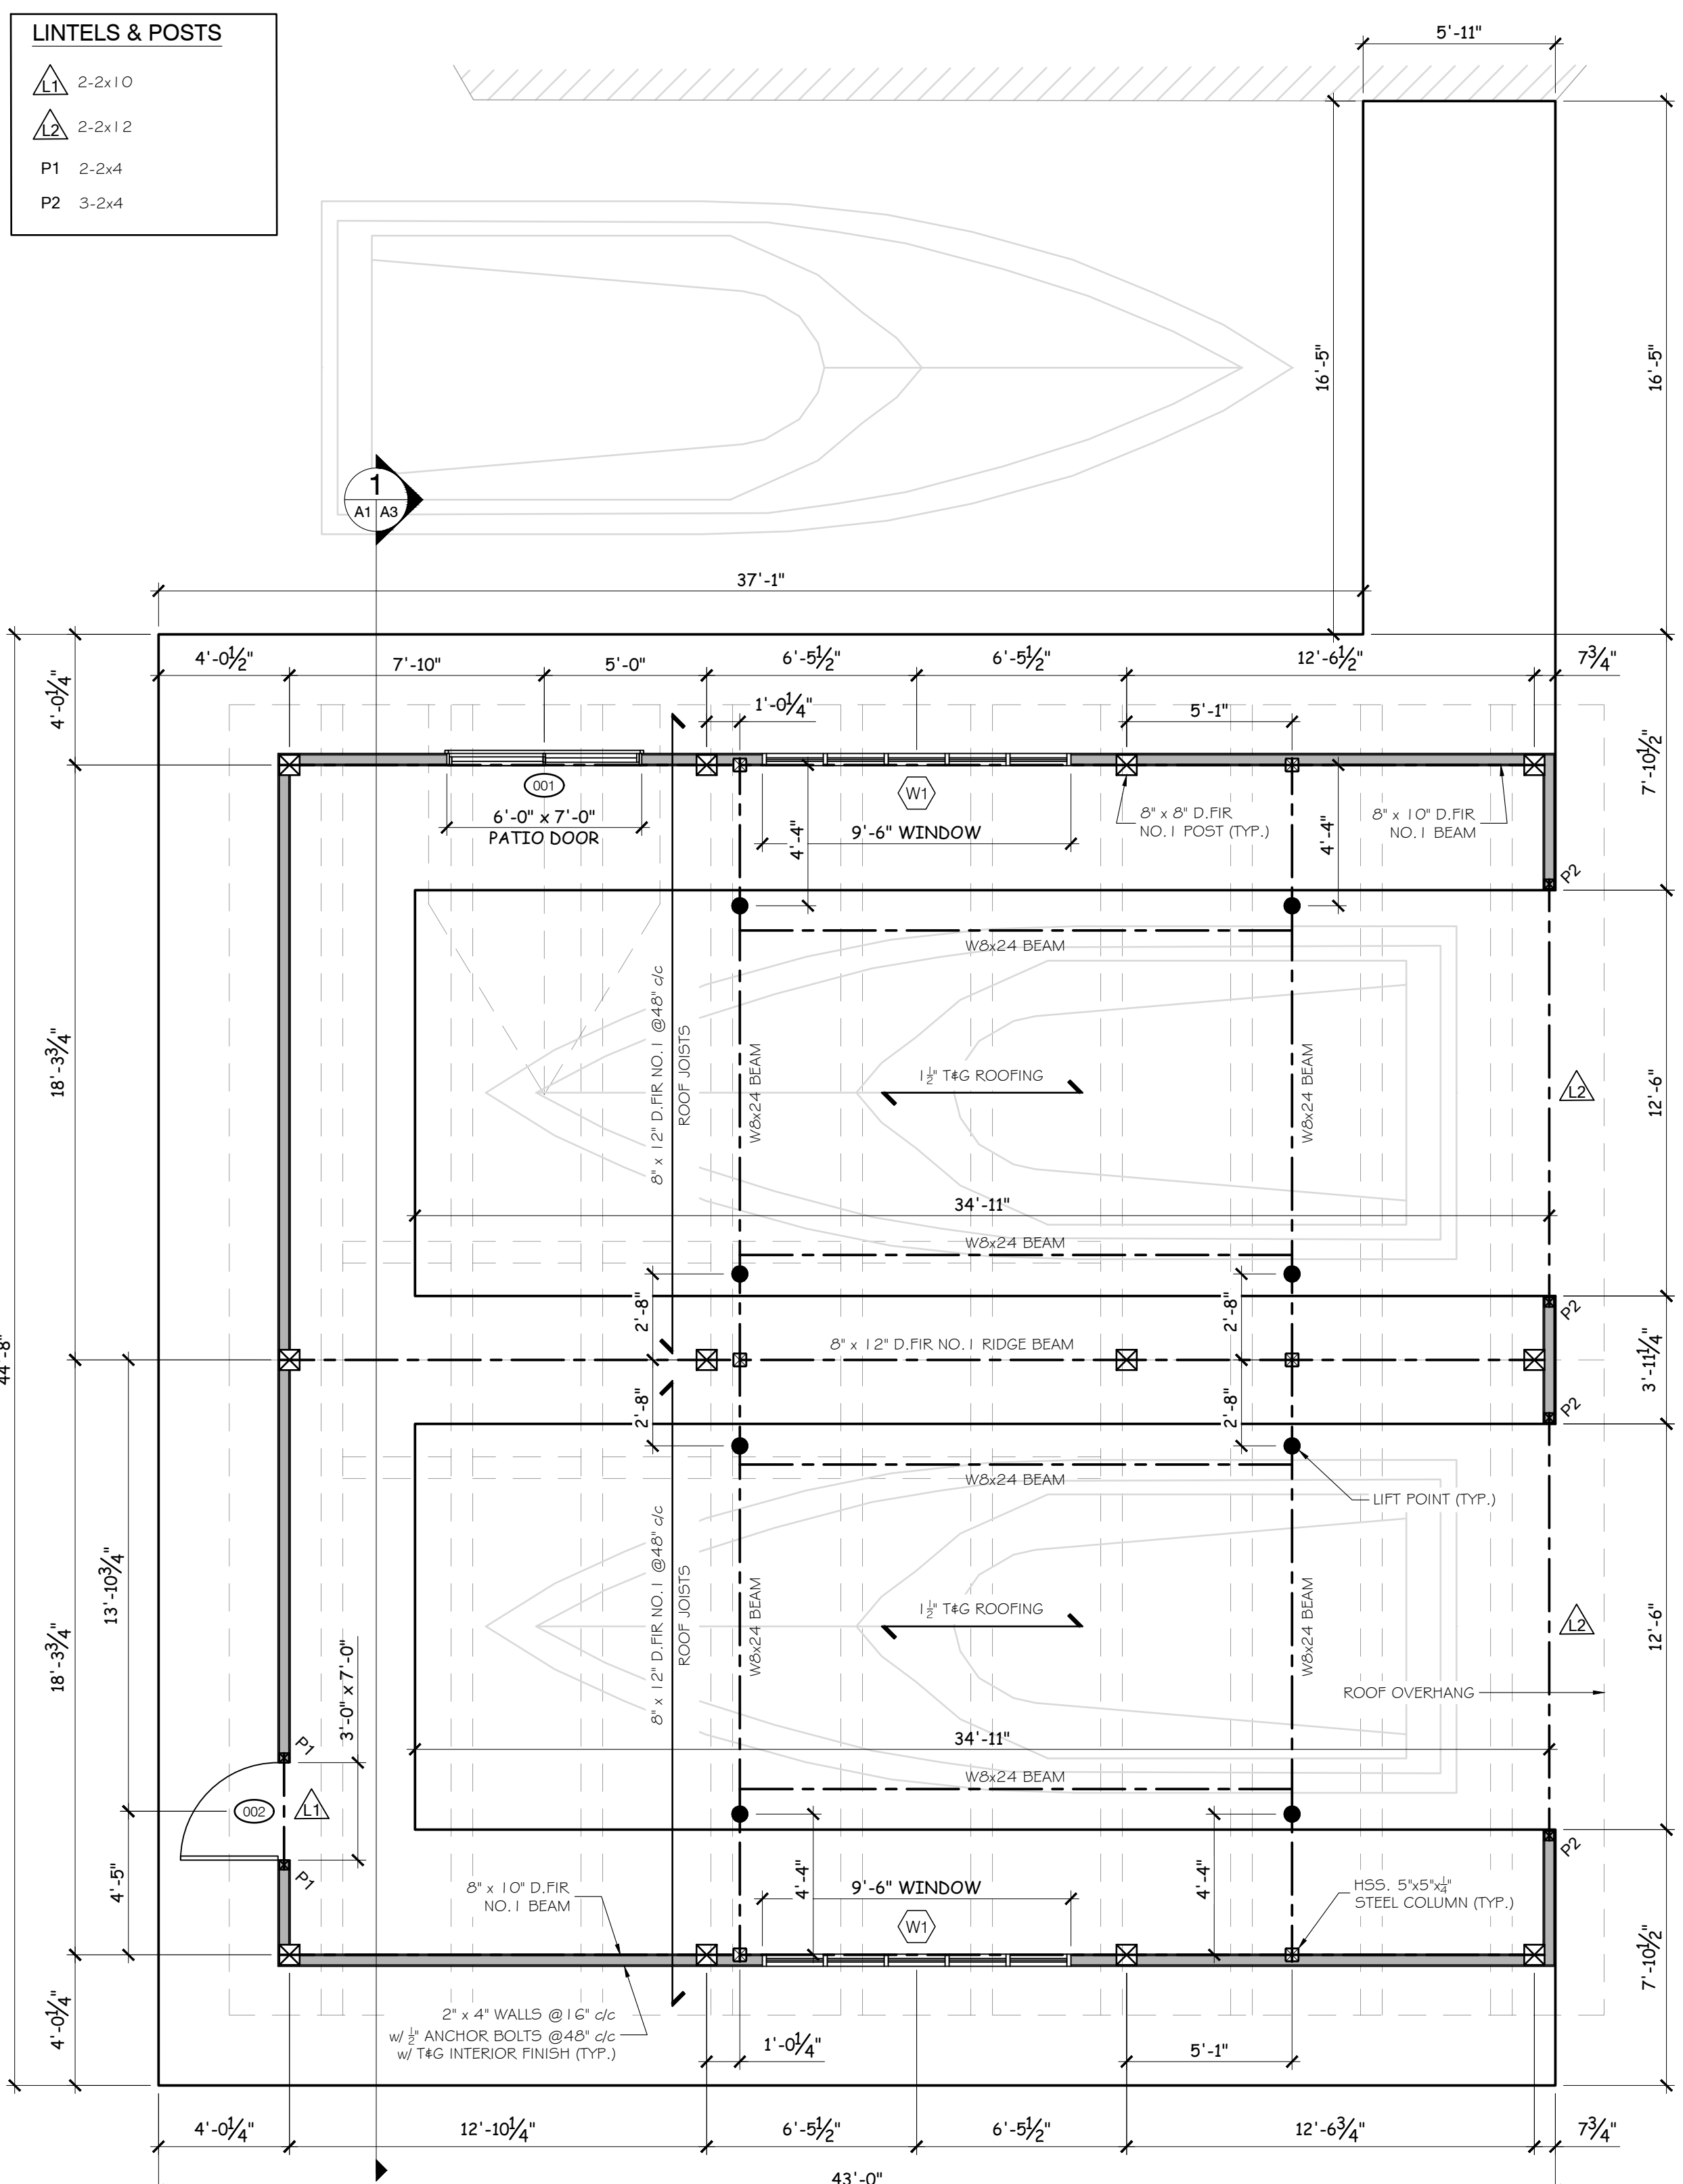 LINTELS & POSTS
L1 2-2x10
L2 2-2x12
P1 2-2x4
P2 3-2x4
5'-11"
16'-5"
16'-5"
1
A1 A3
37'-1"
4'-0½"
7'-10"
5'-0"
6'-5½"
6'-5½"
12'-6½"
7¾"
4'-0¼"
1'-0¼"
5'-1"
7'-10½"
001
6'-0" x 7'-0"
PATIO DOOR
W1
9'-6" WINDOW
4'-4"
8" x 8" D.FIR
NO.1 POST (TYP.)
4'-4"
8" x 10" D.FIR
NO.1 BEAM
P2
W8x24 BEAM
18'-3¾"
8" x 12" D.FIR NO.1 @48" c/c
ROOF JOISTS
W8x24 BEAM
1½" T&G ROOFING
W8x24 BEAM
L2
12'-6"
34'-11"
W8x24 BEAM
2'-8"
2'-8"
P2
44'-8"
8" x 12" D.FIR NO.1 RIDGE BEAM
3'-11¼"
2'-8"
2'-8"
P2
W8x24 BEAM
LIFT POINT (TYP.)
13'-10¾"
18'-3¾"
8" x 12" D.FIR NO.1 @48" c/c
ROOF JOISTS
W8x24 BEAM
1½" T&G ROOFING
W8x24 BEAM
L2
12'-6"
3'-0" x 7'-0"
ROOF OVERHANG
34'-11"
P1
W8x24 BEAM
002
L1
P2
P1
4'-5"
8" x 10" D.FIR
NO.1 BEAM
4'-4"
9'-6" WINDOW
W1
4'-4"
HSS. 5"x5"x¼"
STEEL COLUMN (TYP.)
7'-10½"
4'-0¼"
2" x 4" WALLS @16" c/c
w/ ½" ANCHOR BOLTS @48" c/c
w/ T&G INTERIOR FINISH (TYP.)
1'-0¼"
5'-1"
4'-0¼"
12'-10¼"
6'-5½"
6'-5½"
12'-6¾"
7¾"
43'-0"